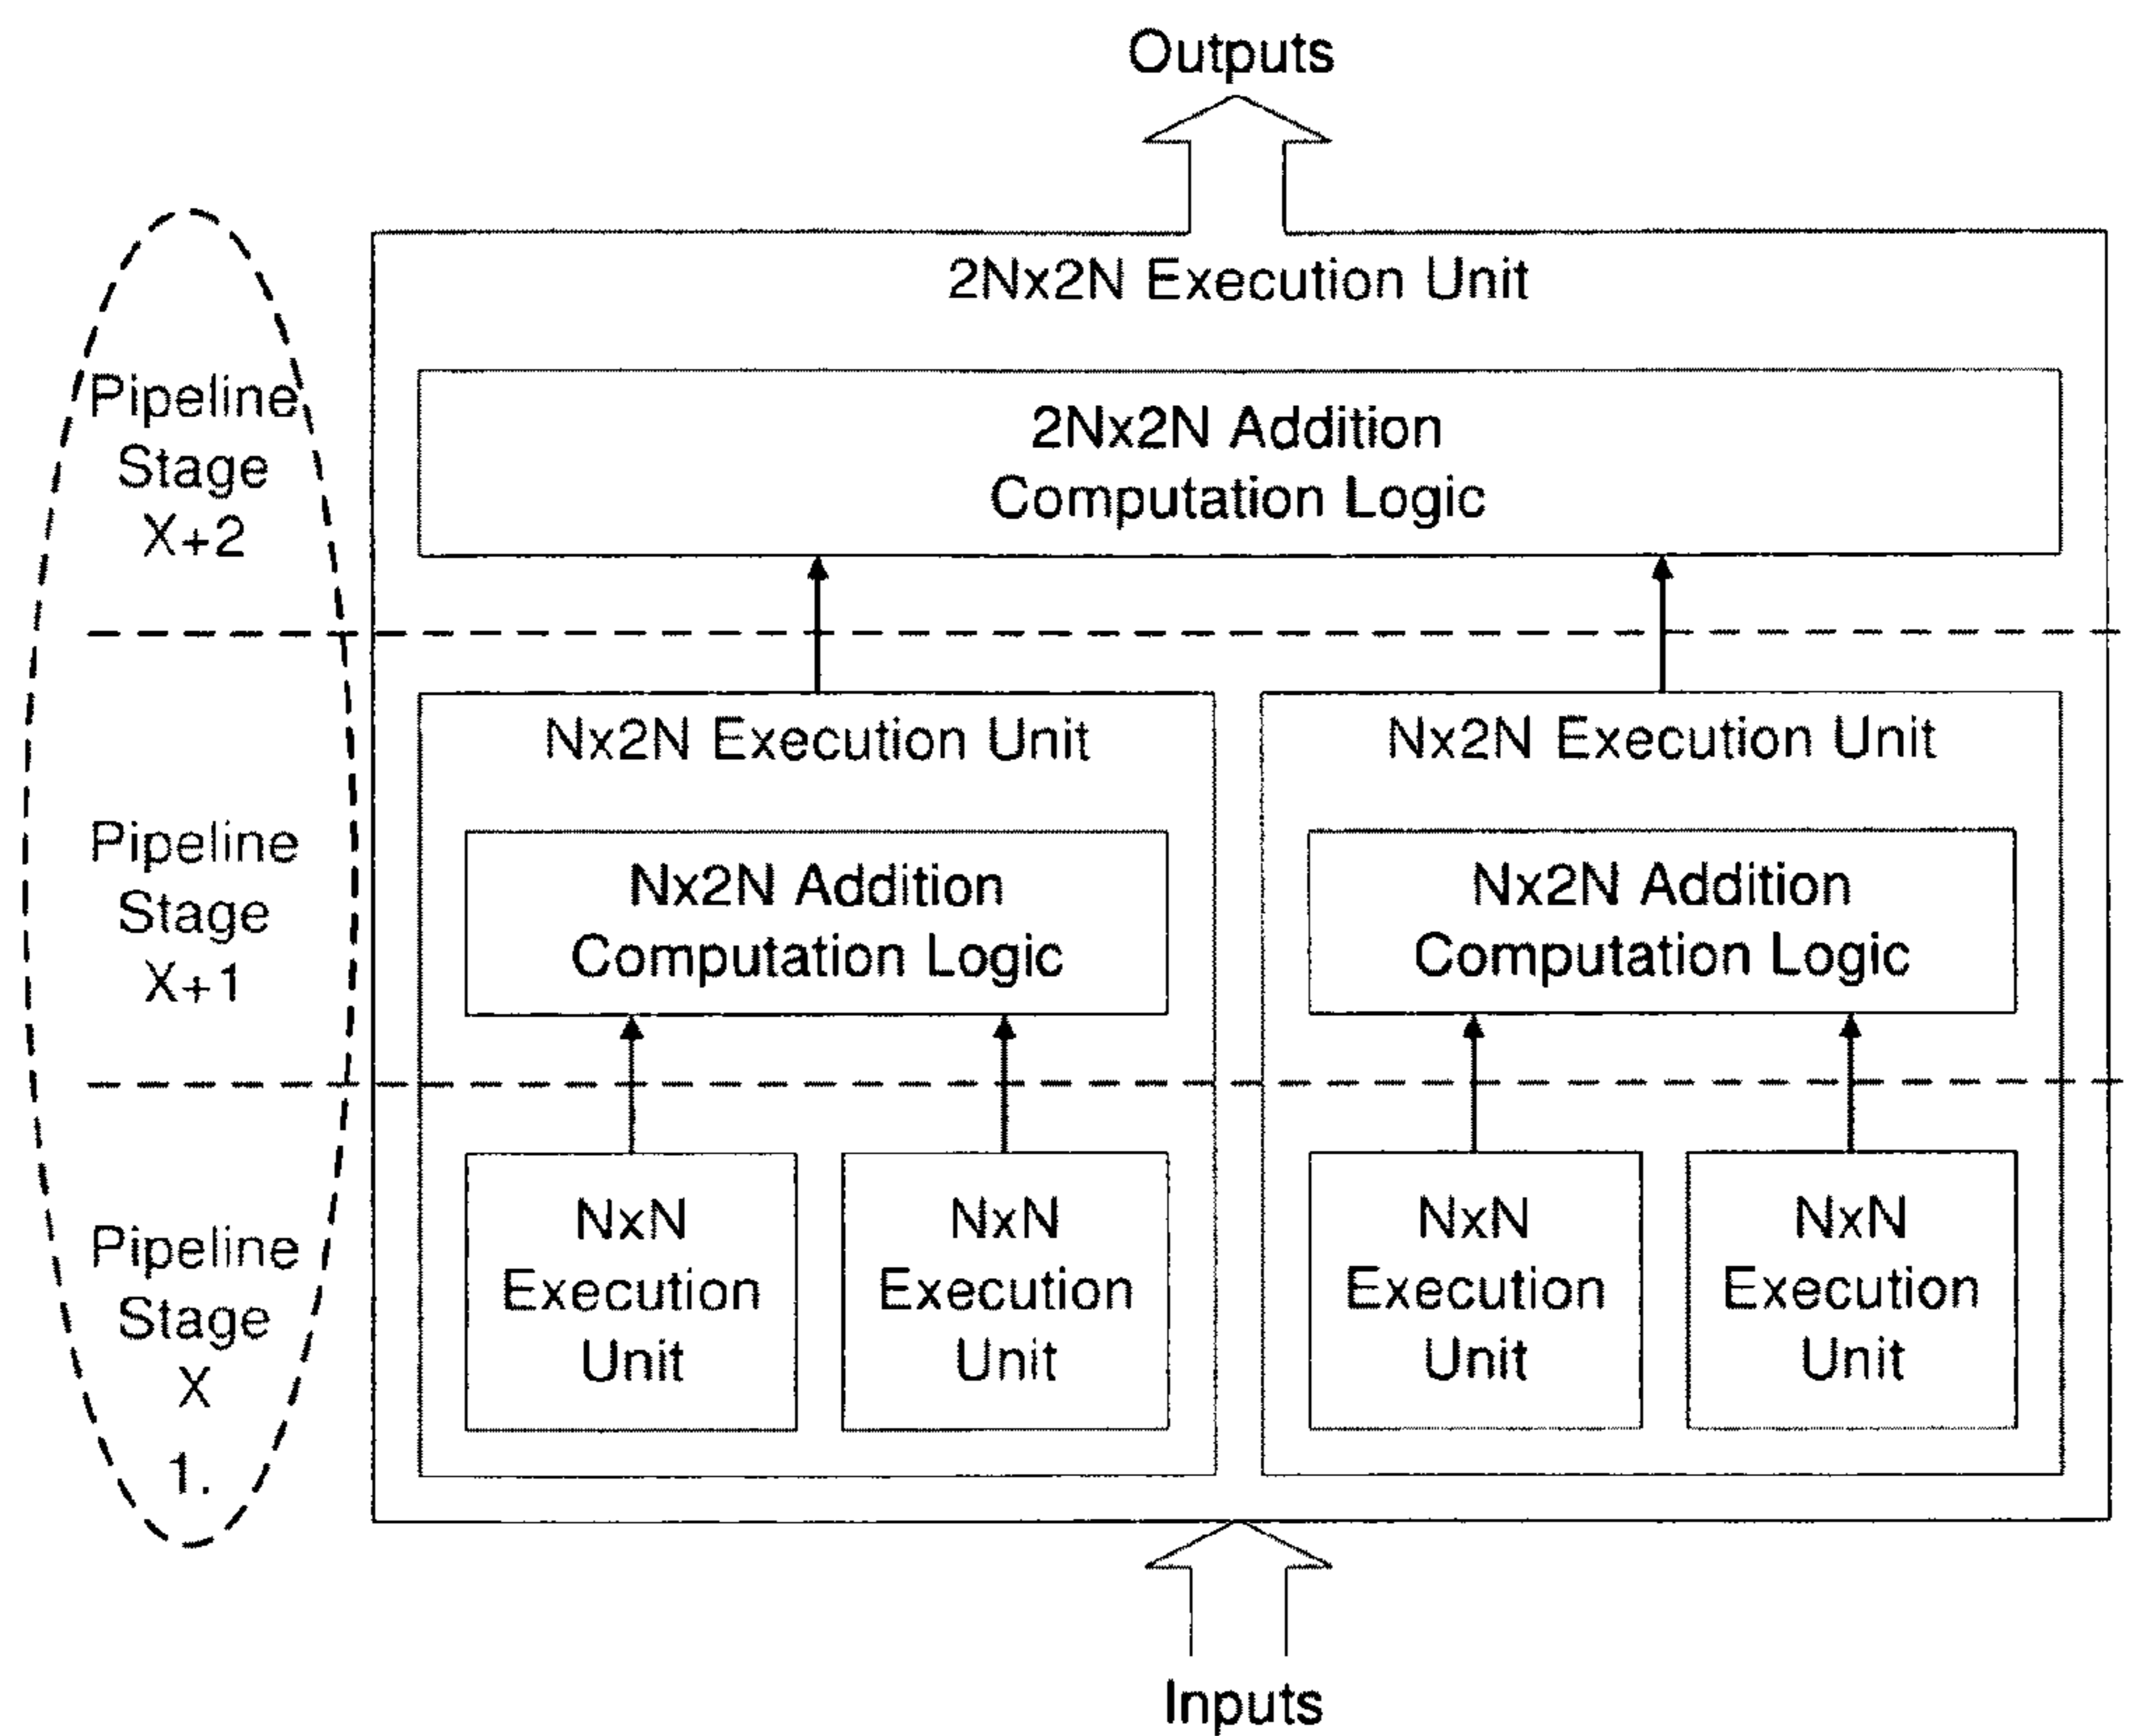 Outputs
2Nx2N Execution Unit
2Nx2N Addition
Computation Logic
Pipeline
Stage
X+2
Nx2N Execution Unit
Nx2N Addition
Computation Logic
Nx2N Execution Unit
Nx2N Addition
Computation Logic
Pipeline
Stage
X+1
NxN
Execution
Unit
NxN
Execution
Unit
NxN
Execution
Unit
NxN
Execution
Unit
Pipeline
Stage
X
1.
Inputs